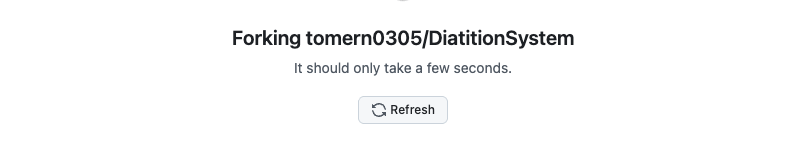 Forking tomern0305/DiatitionSystem
It should only take a few seconds.
Refresh